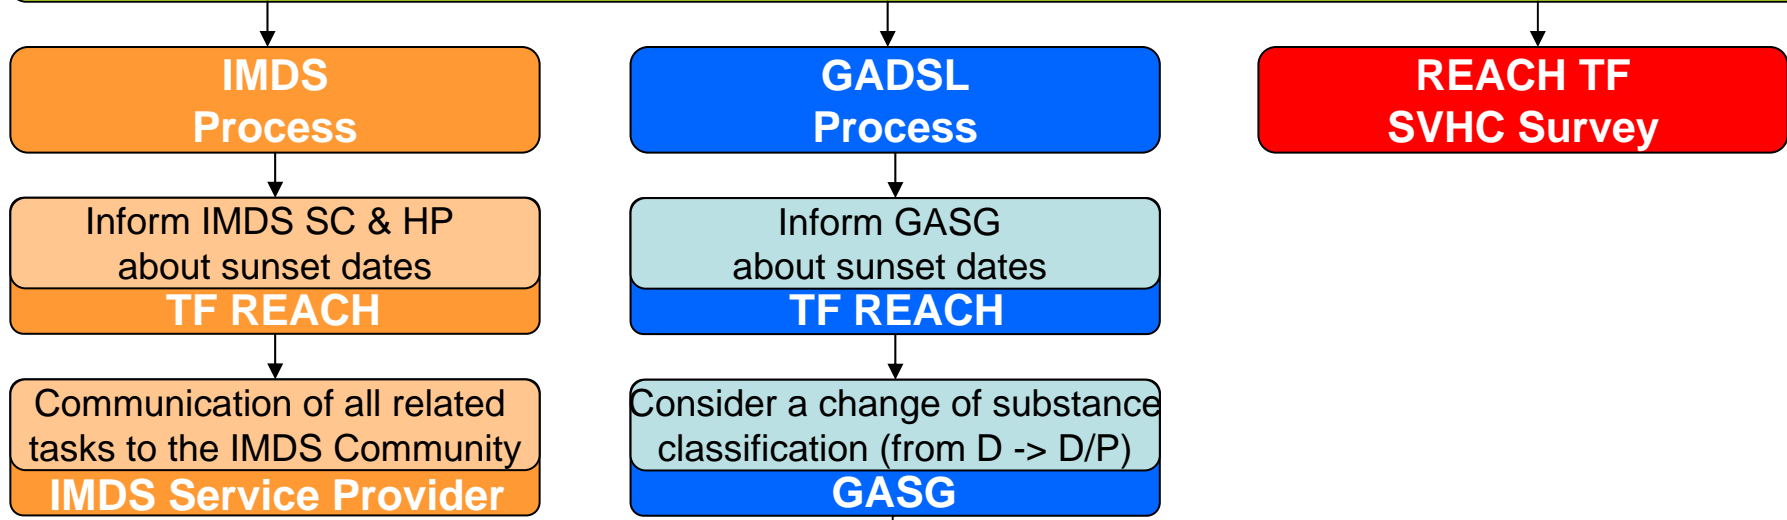 IMDS
Process
GADSL
Process
REACH TF
SVHC Survey
Inform IMDS SC & HP
about sunset dates
TF REACH
Inform GASG
about sunset dates
TF REACH
Communication of all related
tasks to the IMDS Community
IMDS Service Provider
Consider a change of substance
classification (from D -> D/P)
GASG